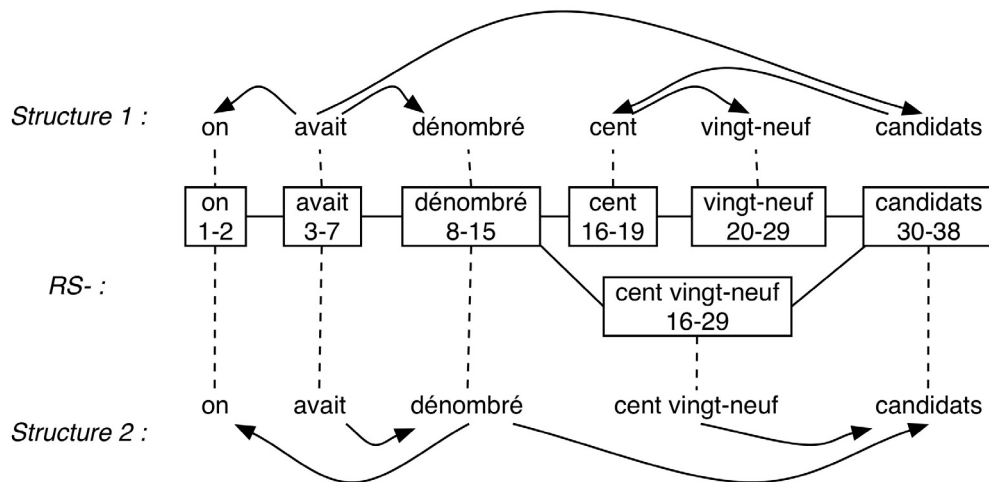 Structure 1 : on avait dénombré cent vingt-neuf candidats
on avait dénombré cent vingt-neuf candidats
1-2 3-7 8-15 16-19 20-29 30-38
RS- :
cent vingt-neuf
16-29
on avait dénombré cent vingt-neuf candidats
Structure 2 :